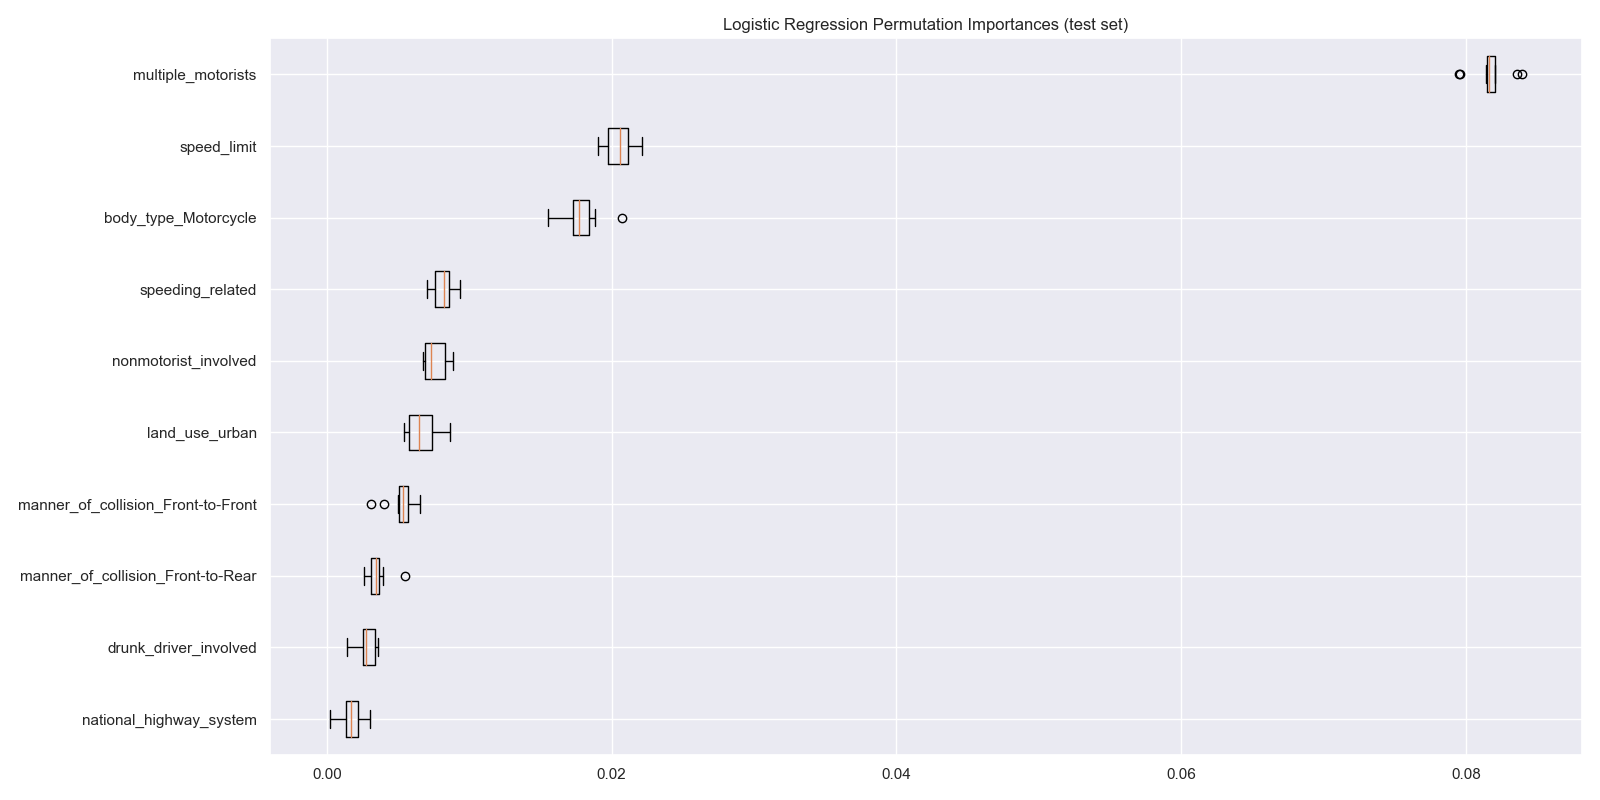 Logistic Regression Permutation Importances (test set)
multiple_motorists
speed_limit
body_type_Motorcycle
speeding_related
nonmotorist_involved
land_use_urban
manner_of_collision_Front-to-Front
manner_of_collision_Front-to-Rear
drunk_driver_involved
national_highway_system
0.00 0.02 0.04 0.06 0.08